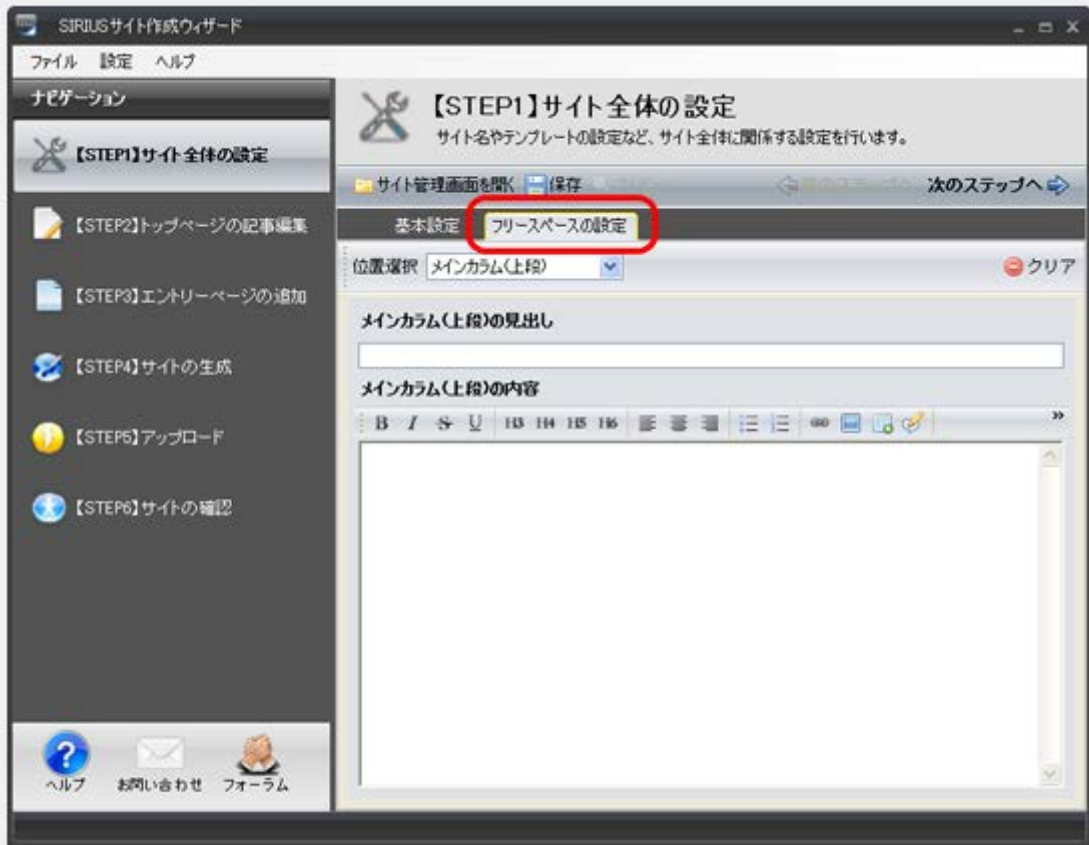 SIRIUSサイト作成ウィザード
ファイル 設定 ヘルプ
ナビゲーション
【STEP1】サイト全体の設定
【STEP2】トップページの記事編集
【STEP3】エントリーページの追加
【STEP4】サイトの生成
【STEP5】アップロード
【STEP6】サイトの確認
ヘルプ お問い合わせ フォーラム
【STEP1】サイト全体の設定
サイト名やテンプレートの設定など、サイト全体に関係する設定を行います。
サイト管理画面を開く 保存 次のステップへ
基本設定 フリースペースの設定
位置選択 メインカラム(上段) クリア
メインカラム(上段)の見出し
メインカラム(上段)の内容
B I S U H3 H4 H5 H6 »